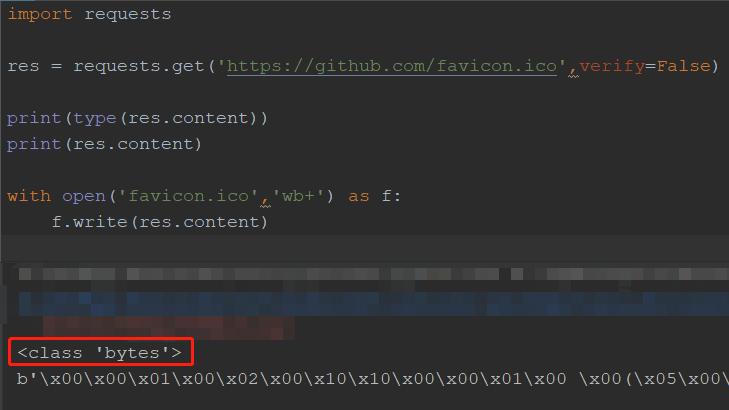 import requests
res = requests.get('https://github.com/favicon.ico',verify=False)
print(type(res.content))
print(res.content)
with open('favicon.ico','wb+') as f:
    f.write(res.content)
<class 'bytes'>
b'\x00\x00\x01\x00\x02\x00\x10\x10\x00\x00\x01\x00 \x00(\x05\x00\